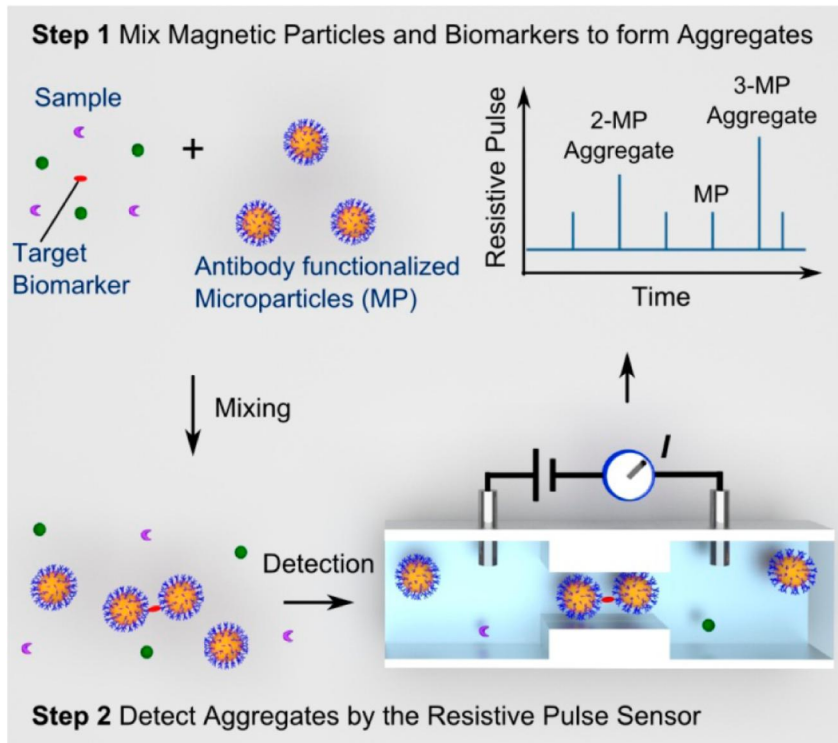 Step 1 Mix Magnetic Particles and Biomarkers to form Aggregates
Sample
+
Target
Biomarker
Antibody functionalized
Microparticles (MP)
Resistive Pulse
2-MP
Aggregate
MP
3-MP
Aggregate
Time
Mixing
Detection
I
Step 2 Detect Aggregates by the Resistive Pulse Sensor